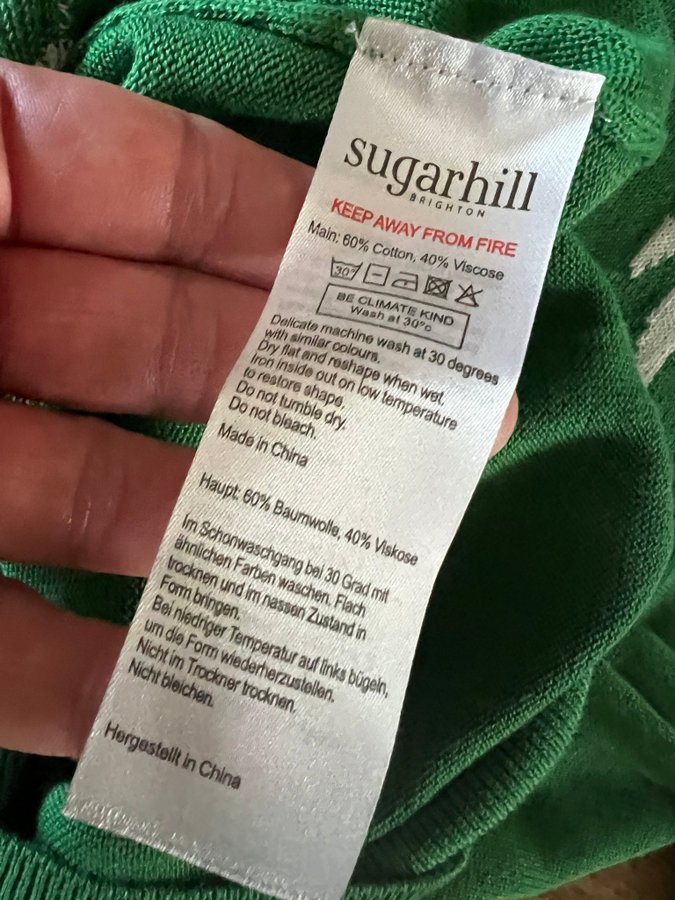 sugarhill
BRIGHTON
KEEP AWAY FROM FIRE
Main: 60% Cotton, 40% Viscose
30°
BE CLIMATE KIND
Wash at 30°c
Delicate machine wash at 30 degrees
with similar colours.
Dry flat and reshape when wet.
Iron inside out on low temperature
to restore shape.
Do not tumble dry.
Do not bleach.
Made in China
Haupt: 60% Baumwolle, 40% Viskose
Im Schonwaschgang bei 30 Grad mit
ähnlichen Farben waschen. Flach
trocknen und im nassen Zustand in
Form bringen.
Bei niedriger Temperatur auf links bügeln,
um die Form wiederherzustellen.
Nicht im Trockner trocknen.
Nicht bleichen.
Hergestellt in China